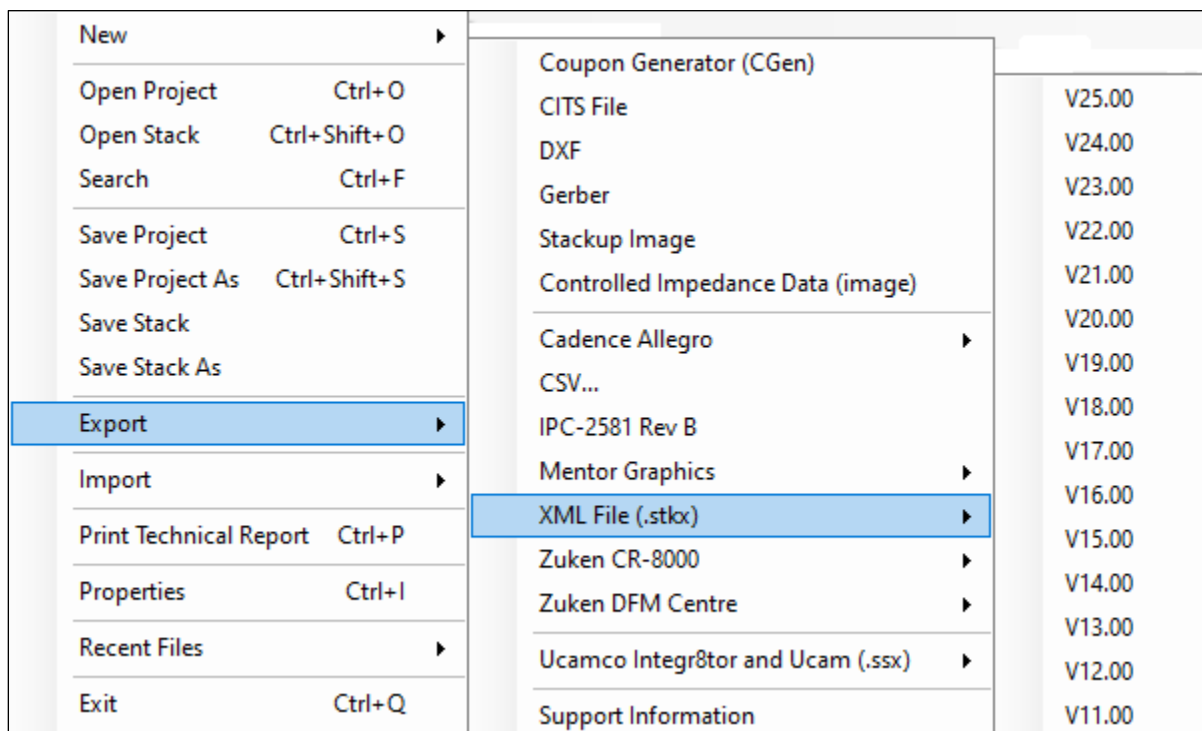 New
Open Project Ctrl+O
Open Stack Ctrl+Shift+O
Search Ctrl+F
Save Project Ctrl+S
Save Project As Ctrl+Shift+S
Save Stack
Save Stack As
Export
Import
Print Technical Report Ctrl+P
Properties Ctrl+I
Recent Files
Exit Ctrl+Q
Coupon Generator (CGen)
CITS File
DXF
Gerber
Stackup Image
Controlled Impedance Data (image)
Cadence Allegro
CSV...
IPC-2581 Rev B
Mentor Graphics
XML File (.stkx)
Zuken CR-8000
Zuken DFM Centre
Ucamco Integr8tor and Ucam (.ssx)
Support Information
V25.00
V24.00
V23.00
V22.00
V21.00
V20.00
V19.00
V18.00
V17.00
V16.00
V15.00
V14.00
V13.00
V12.00
V11.00